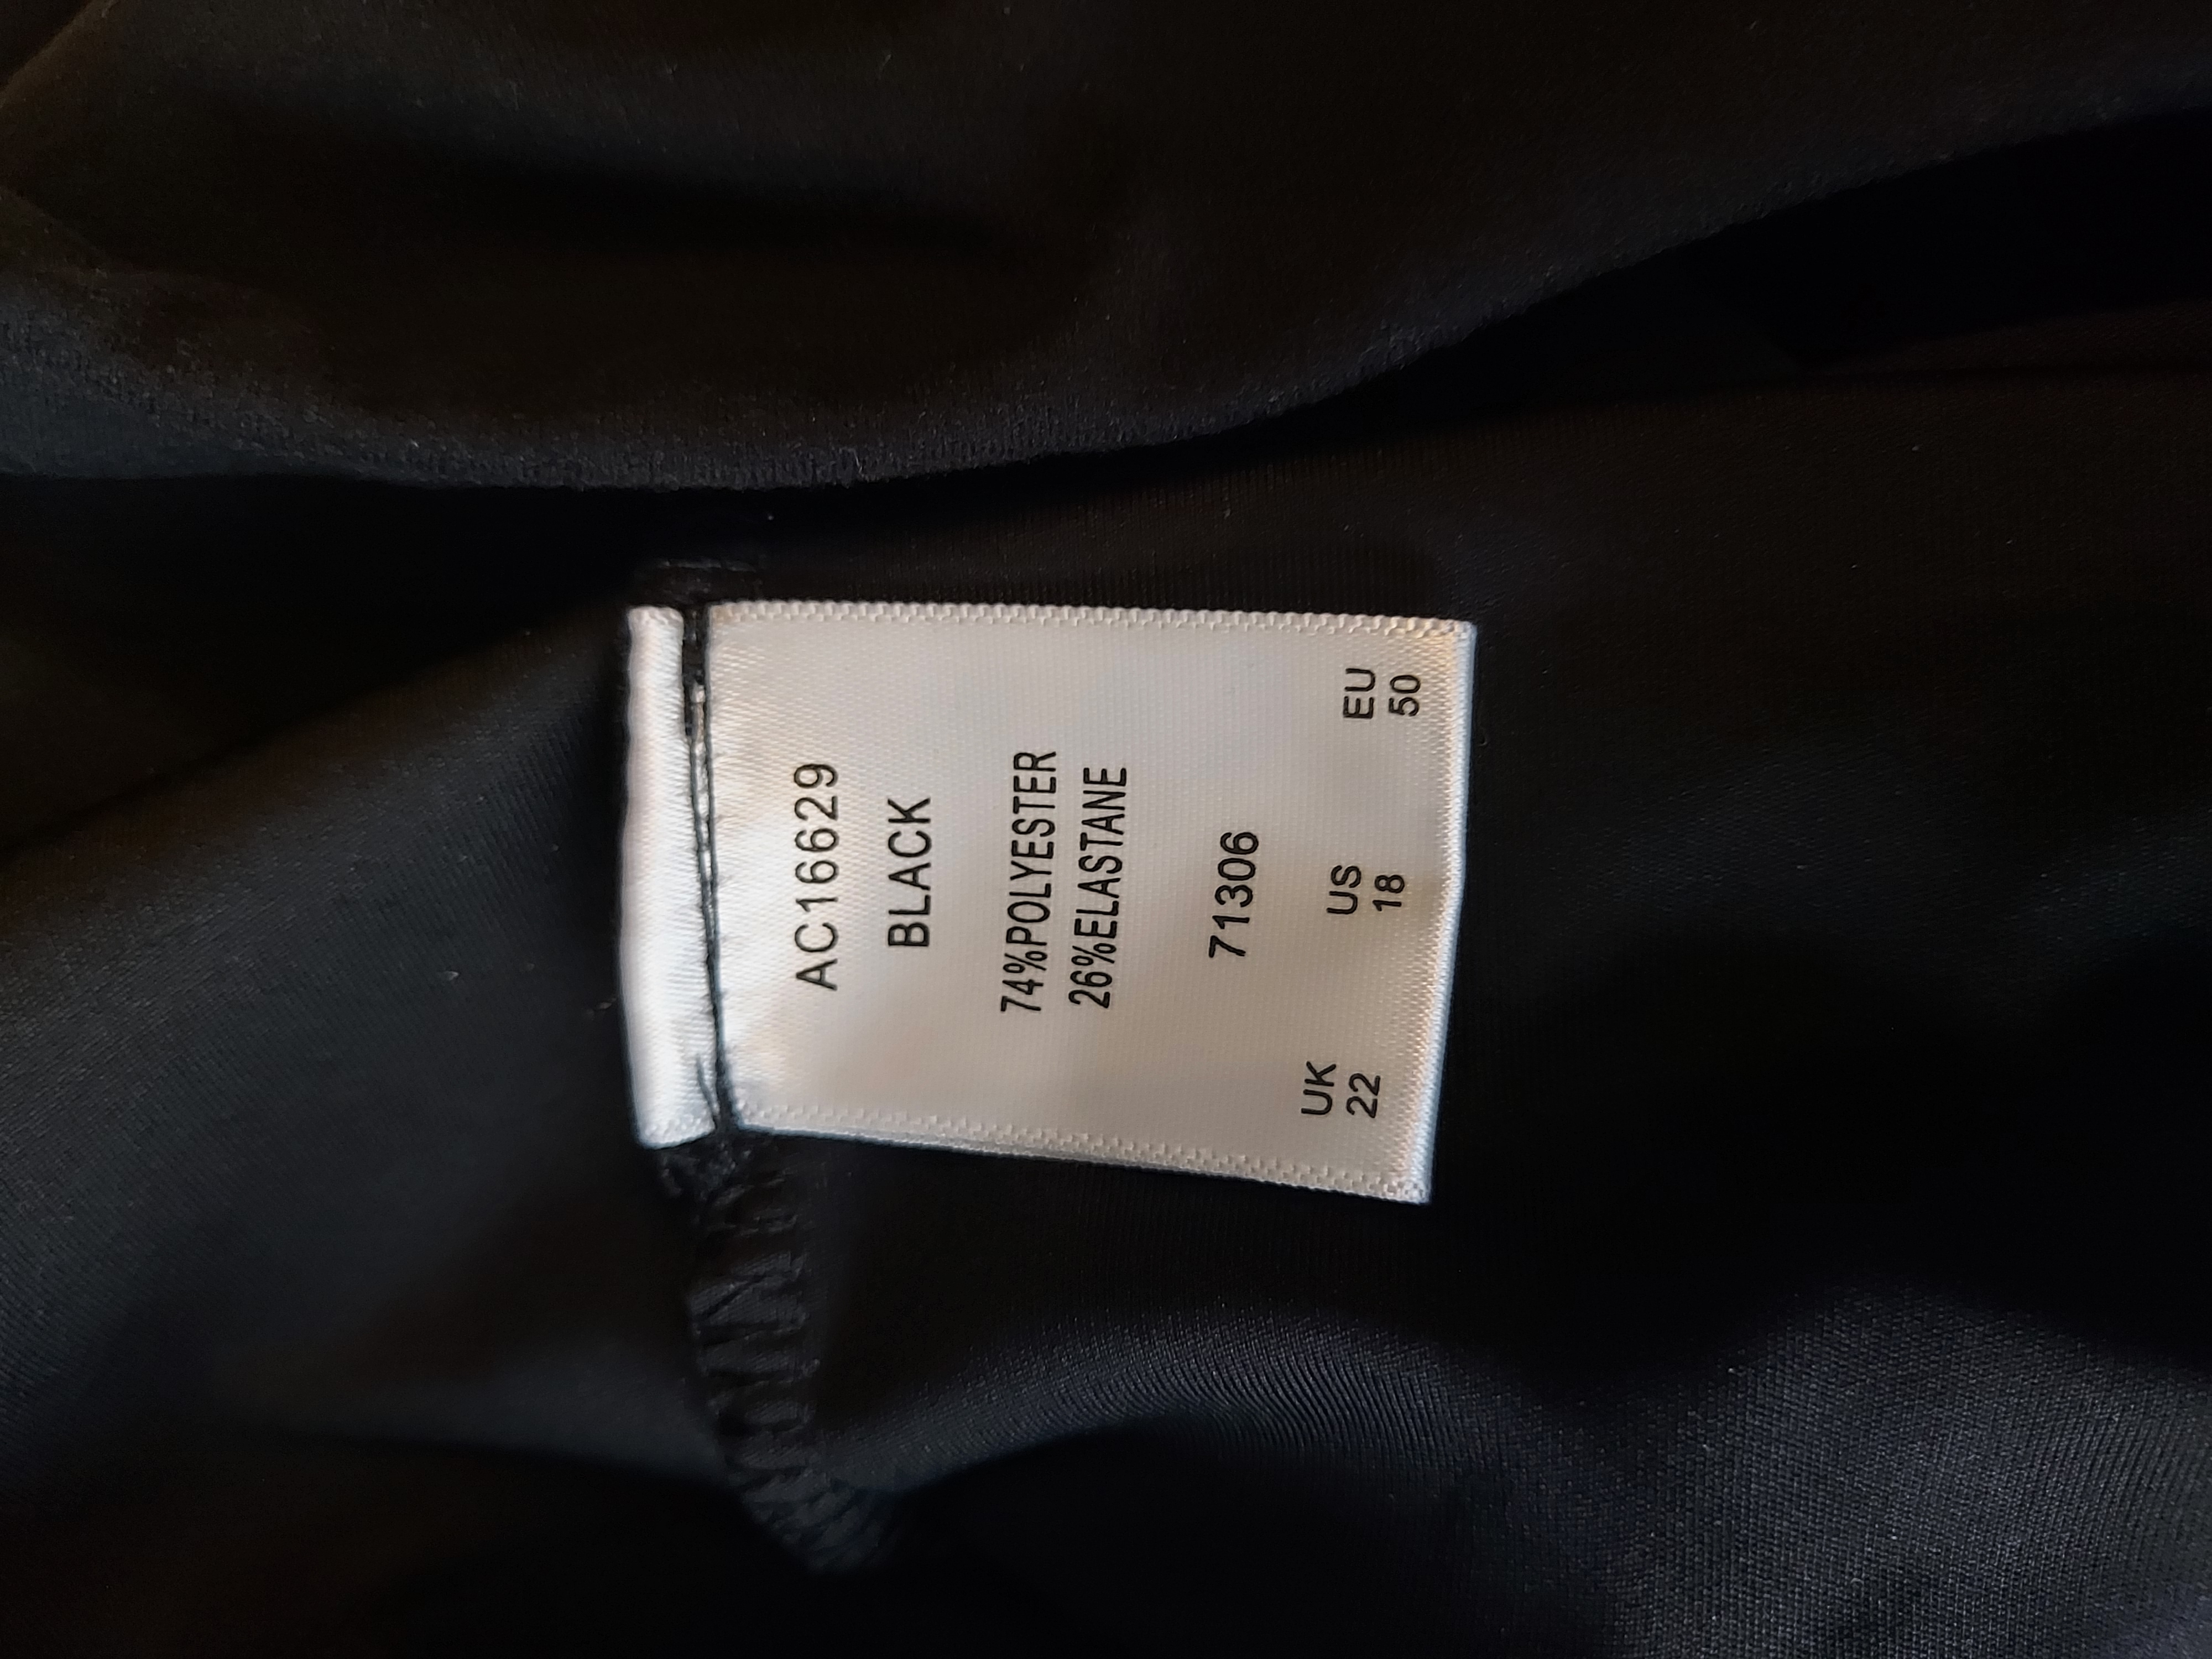 AC16629
BLACK
74%POLYESTER
26%ELASTANE
71306
UK US EU
22 18 50